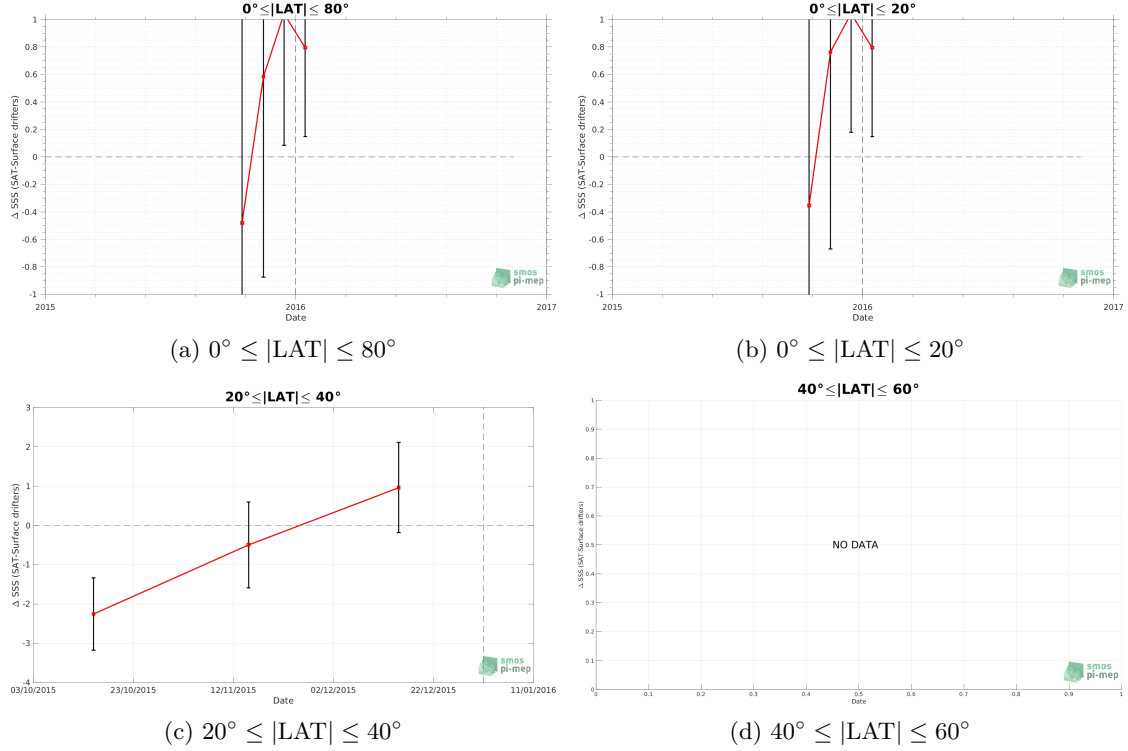 0°≤|LAT|≤ 80°
1
0.8
0.6
0.4
0.2
0
-0.2
-0.4
-0.6
-0.8
-1
Δ SSS (SAT-Surface drifters)
2015
2016
2017
Date
smos
pi-mep
(a) 0° ≤ |LAT| ≤ 80°
0°≤|LAT|≤ 20°
1
0.8
0.6
0.4
0.2
0
-0.2
-0.4
-0.6
-0.8
-1
Δ SSS (SAT-Surface drifters)
2015
2016
2017
Date
smos
pi-mep
(b) 0° ≤ |LAT| ≤ 20°
20°≤|LAT|≤ 40°
3
2
1
0
-1
-2
-3
-4
Δ SSS (SAT-Surface drifters)
03/10/2015
23/10/2015
12/11/2015
02/12/2015
22/12/2015
11/01/2016
Date
smos
pi-mep
(c) 20° ≤ |LAT| ≤ 40°
40°≤|LAT|≤ 60°
1
0.9
0.8
0.7
0.6
0.5
0.4
0.3
0.2
0.1
0
Δ SSS (SAT-Surface drifters)
NO DATA
0
0.1
0.2
0.3
0.4
0.5
0.6
0.7
0.8
0.9
1
Date
smos
pi-mep
(d) 40° ≤ |LAT| ≤ 60°